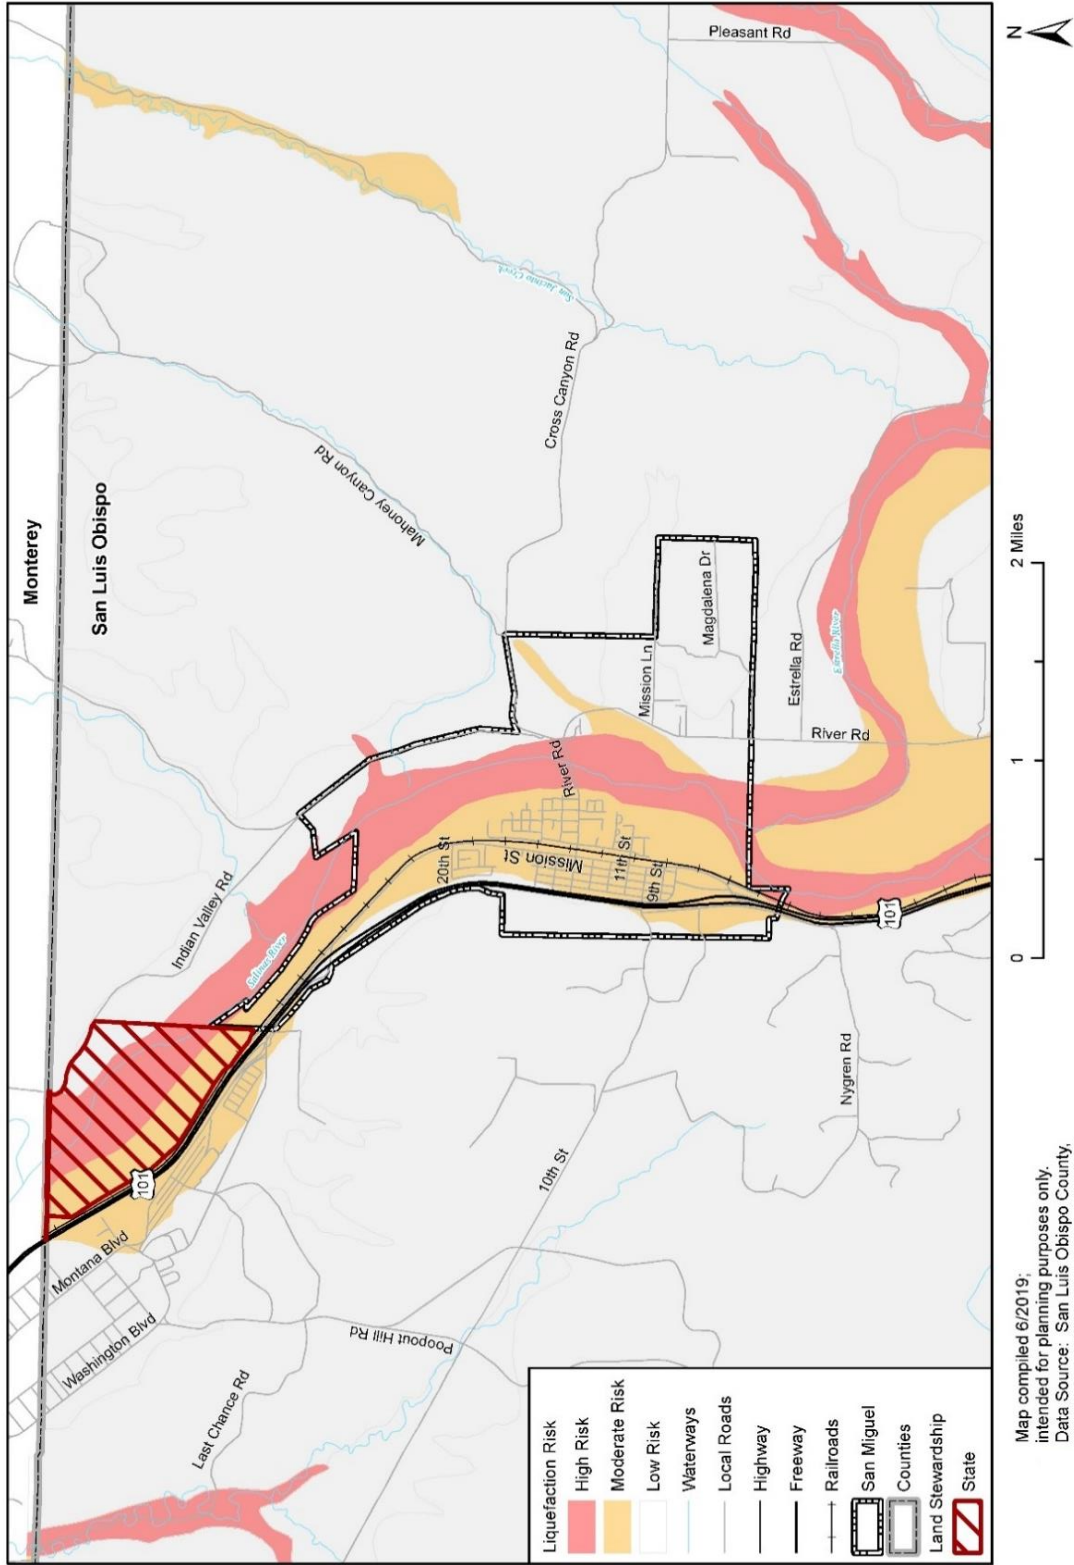 Monterey
San Luis Obispo
Pleasant Rd
San Jacinto Creek
Cross Canyon Rd
Mahoney Canyon Rd
Indian Valley Rd
Salinas River
Mission Ln
Magdalena Dr
Estrella Rd
Estrella River
River Rd
River Rd
20th St
Mission St
11th St
9th St
101
101
Montana Blvd
Washington Blvd
Last Chance Rd
Poopout Hill Rd
10th St
Nygren Rd
Liquefaction Risk
High Risk
Moderate Risk
Low Risk
Waterways
Local Roads
Highway
Freeway
Railroads
San Miguel
Counties
Land Stewardship
State
N
0 1 2 Miles
Map compiled 6/2019;
intended for planning purposes only.
Data Source: San Luis Obispo County,